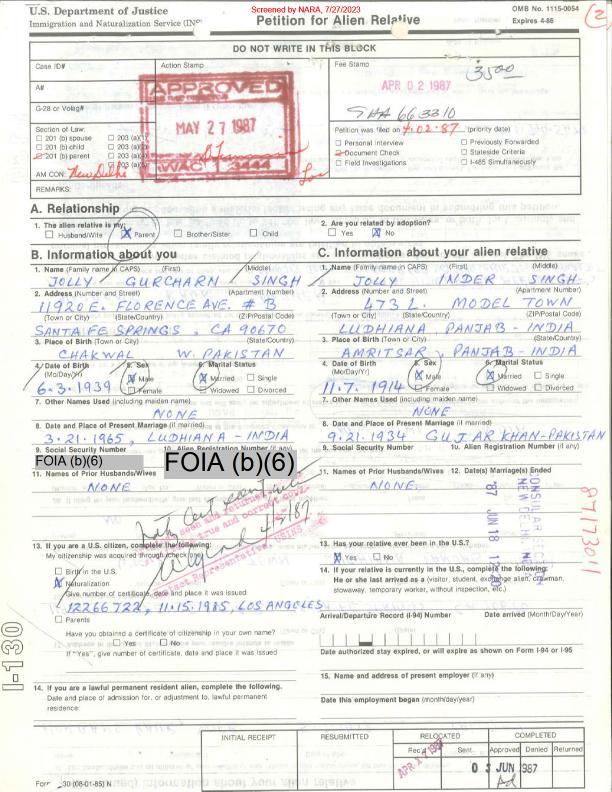 U.S. Department of Justice
Immigration and Naturalization Service (INS)
Screened by NARA, 7/27/2023
Petition for Alien Relative
OMB No. 1115-0054
Expires 4-86
2
DO NOT WRITE IN THIS BLOCK
Case ID#
Action Stamp
Fee Stamp
3500
A#
APR 02 1987
G-28 or Volag#
APPROVED
MAY 27 1987
WAC 1 3444
Section of Law:
201 (b) spouse 203 (a)(1)
201 (b) child 203 (a)
201 (b) parent 203 (a)
203 (a)(5)
AM CON: New Delhi
REMARKS:
Petition was filed on 4.02.87 (priority date)
Personal Interview Previously Forwarded
Document Check Stateside Criteria
Field Investigations I-485 Simultaneously
A. Relationship
1. The alien relative is my:
Husband/Wife X Parent Brother/Sister Child
2. Are you related by adoption?
Yes X No
B. Information about you
1. Name (Family name in CAPS) (First) (Middle)
JOLLY GURCHARN SINGH
2. Address (Number and Street) (Apartment Number)
11920 E. FLORENCE AVE. # B
(Town or City) (State/Country) (ZIP/Postal Code)
SANTA FE SPRINGS, CA 90670
3. Place of Birth (Town or City) (State/Country)
CHAKWAL W. PAKISTAN
4. Date of Birth (Mo/Day/Yr) 5. Sex 6. Marital Status
X Male X Married Single
6.3.1939 Female Widowed Divorced
7. Other Names Used (including maiden name)
NONE
8. Date and Place of Present Marriage (if married)
3.21.1965, LUDHIANA - INDIA
9. Social Security Number 10. Alien Registration Number (if any)
FOIA (b)(6) FOIA (b)(6)
11. Names of Prior Husbands/Wives
NONE
seen and returned
true and correct
4/2/87
Contact Representative,
13. If you are a U.S. citizen, complete the following:
My citizenship was acquired through (check one)
Birth in the U.S.
X Naturalization
Give number of certificate, date and place it was issued
12266722, 11.15.1985, LOS ANGELES
Parents
Have you obtained a certificate of citizenship in your own name?
Yes No
If "Yes", give number of certificate, date and place it was issued
14. If you are a lawful permanent resident alien, complete the following.
Date and place of admission for, or adjustment to, lawful permanent
residence:
C. Information about your alien relative
1. Name (Family name in CAPS) (First) (Middle)
JOLLY INDER SINGH
2. Address (Number and Street) (Apartment Number)
473 L. MODEL TOWN
(Town or City) (State/Country) (ZIP/Postal Code)
LUDHIANA PANJAB - INDIA
3. Place of Birth (Town or City) (State/Country)
AMRITSAR, PANJAB - INDIA
4. Date of Birth (Mo/Day/Yr) 5. Sex 6. Marital Status
X Male X Married Single
11.7.1914 Female Widowed Divorced
7. Other Names Used (including maiden name)
NONE
8. Date and Place of Present Marriage (if married)
9.21.1934 GUJAR KHAN-PAKISTAN
9. Social Security Number 10. Alien Registration Number (if any)
11. Names of Prior Husbands/Wives 12. Date(s) Marriage(s) Ended
NONE
CONSULAR SECTION
NEW DELHI
'87 JUN 18
13. Has your relative ever been in the U.S.?
X Yes No
14. If your relative is currently in the U.S., complete the following:
He or she last arrived as a (visitor, student, exchange alien, crewman,
stowaway, temporary worker, without inspection, etc.)
Arrival/Departure Record (I-94) Number Date arrived (Month/Day/Year)
Date authorized stay expired, or will expire as shown on Form I-94 or I-95
15. Name and address of present employer (if any)
Date this employment began (month/day/year)
I-130
INITIAL RECEIPT RESUBMITTED RELOCATED COMPLETED
Rec'd Sent Approved Denied Returned
JUN 1987
(08-01-85) N